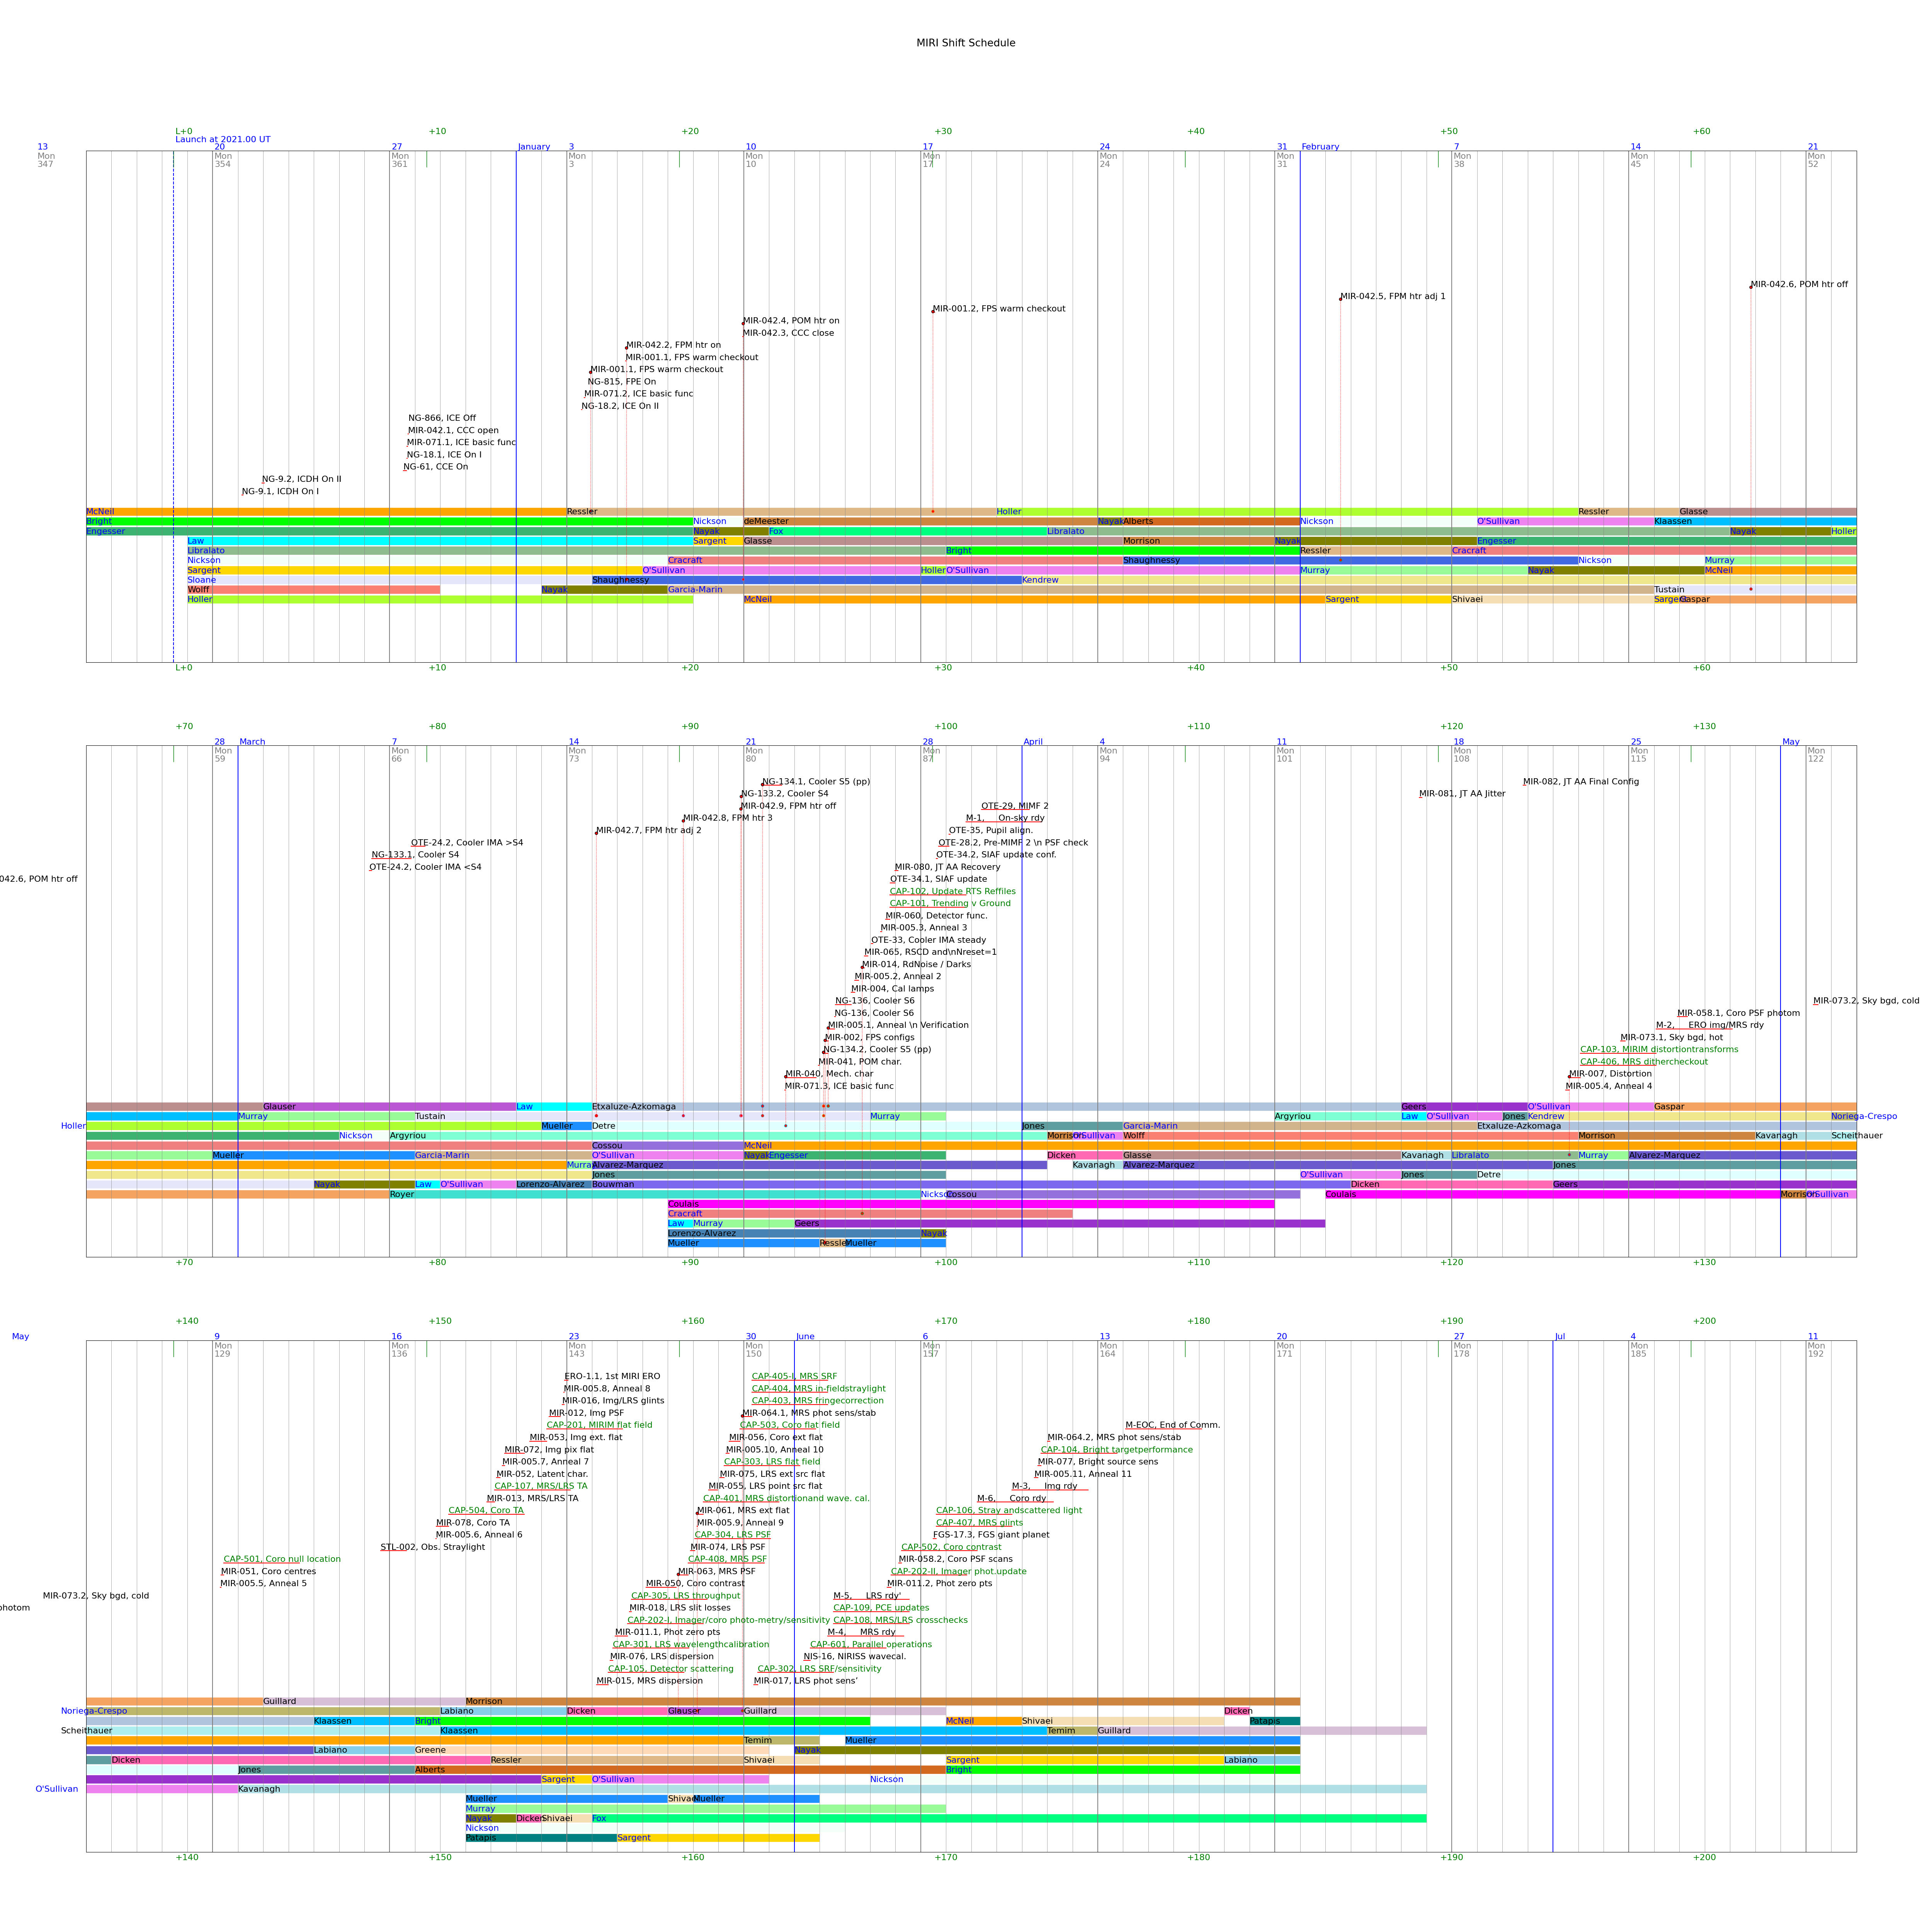 MIRI Shift Schedule
L+0 +10 +20 +30 +40 +50 +60
Launch at 2021.00 UT
13 20 27 January 3 10 17 24 31 February 7 14 21
Mon Mon Mon Mon Mon Mon Mon Mon Mon Mon Mon
347 354 361 3 10 17 24 31 38 45 52
MIR-042.6, POM htr off
MIR-042.5, FPM htr adj 1
MIR-001.2, FPS warm checkout
MIR-042.4, POM htr on
MIR-042.3, CCC close
MIR-042.2, FPM htr on
MIR-001.1, FPS warm checkout
MIR-001.1, FPS warm checkout
NG-815, FPE On
MIR-071.2, ICE basic func
NG-18.2, ICE On II
NG-866, ICE Off
MIR-042.1, CCC open
MIR-071.1, ICE basic func
NG-18.1, ICE On I
NG-61, CCE On
NG-9.2, ICDH On II
NG-9.1, ICDH On I
McNeil Ressler Holler Ressler Glasse
Bright Nickson deMeester Nayak Alberts Nickson O'Sullivan Klaassen
Engesser Nayak Fox Libralato Nayak Holler
Law Sargent Glasse Morrison Nayak Engesser
Libralato Bright Ressler Cracraft
Nickson Cracraft Shaughnessy Nickson Murray
Sargent O'Sullivan Holler O'Sullivan Murray Nayak McNeil
Sloane Shaughnessy Kendrew
Wolff Nayak Garcia-Marin Tustain
Holler McNeil Sargent Shivaei Sargent Gaspar
L+0 +10 +20 +30 +40 +50 +60
+70 +80 +90 +100 +110 +120 +130
28 March 7 14 21 28 April 4 11 18 25 May
Mon Mon Mon Mon Mon Mon Mon Mon Mon Mon
59 66 73 80 87 94 101 108 115 122
NG-134.1, Cooler S5 (pp) MIR-082, JT AA Final Config
NG-133.2, Cooler S4 MIR-081, JT AA Jitter
MIR-042.9, FPM htr off OTE-29, MIMF 2
MIR-042.8, FPM htr 3 M-1, On-sky rdy
MIR-042.7, FPM htr adj 2 OTE-35, Pupil align.
OTE-24.2, Cooler IMA >S4 OTE-28.2, Pre-MIMF 2 \n PSF check
NG-133.1, Cooler S4 OTE-34.2, SIAF update conf.
OTE-24.2, Cooler IMA <S4 MIR-080, JT AA Recovery
042.6, POM htr off OTE-34.1, SIAF update
CAP-102, Update RTS Reffiles
CAP-101, Trending v Ground
MIR-060, Detector func.
MIR-005.3, Anneal 3
OTE-33, Cooler IMA steady
MIR-065, RSCD and\nNreset=1
MIR-014, RdNoise / Darks
MIR-005.2, Anneal 2
MIR-004, Cal lamps
NG-136, Cooler S6 MIR-073.2, Sky bgd, cold
NG-136, Cooler S6 MIR-058.1, Coro PSF photom
MIR-005.1, Anneal \n Verification M-2, ERO img/MRS rdy
MIR-002, FPS configs MIR-073.1, Sky bgd, hot
NG-134.2, Cooler S5 (pp) CAP-103, MIRIM distortiontransforms
MIR-041, POM char. CAP-406, MRS dithercheckout
MIR-040, Mech. char MIR-007, Distortion
MIR-071.3, ICE basic func MIR-005.4, Anneal 4
Glauser Law Etxaluze-Azkomaga Geers O'Sullivan Gaspar
Murray Tustain Murray Argyriou Law O'Sullivan Jones Kendrew Noriega-Crespo
Holler Mueller Detre Jones Garcia-Marin Etxaluze-Azkomaga
Nickson Argyriou Morrison O'Sullivan Wolff Morrison Kavanagh Scheithauer
Cossou McNeil
Mueller Garcia-Marin O'Sullivan Nayak Engesser Dicken Glasse Kavanagh Libralato Murray Alvarez-Marquez
Murray Alvarez-Marquez Kavanagh Alvarez-Marquez Jones
Jones O'Sullivan Jones Detre
Nayak Law O'Sullivan Lorenzo-Alvarez Bouwman Dicken Geers
Royer Nickson Cossou Coulais Morrison O'Sullivan
Coulais
Cracraft
Law Murray Geers
Lorenzo-Alvarez Nayak
Mueller Ressler Mueller
+70 +80 +90 +100 +110 +120 +130
+140 +150 +160 +170 +180 +190 +200
May 9 16 23 30 June 6 13 20 27 Jul 4 11
Mon Mon Mon Mon Mon Mon Mon Mon Mon Mon
129 136 143 150 157 164 171 178 185 192
ERO-1.1, 1st MIRI ERO CAP-405-I, MRS SRF
MIR-005.8, Anneal 8 CAP-404, MRS in-fieldstraylight
MIR-016, Img/LRS glints CAP-403, MRS fringecorrection
MIR-012, Img PSF MIR-064.1, MRS phot sens/stab
CAP-201, MIRIM flat field CAP-503, Coro flat field M-EOC, End of Comm.
MIR-053, Img ext. flat MIR-056, Coro ext flat MIR-064.2, MRS phot sens/stab
MIR-072, Img pix flat MIR-005.10, Anneal 10 CAP-104, Bright targetperformance
MIR-005.7, Anneal 7 CAP-303, LRS flat field MIR-077, Bright source sens
MIR-052, Latent char. MIR-075, LRS ext src flat MIR-005.11, Anneal 11
CAP-107, MRS/LRS TA MIR-055, LRS point src flat M-3, Img rdy
MIR-013, MRS/LRS TA CAP-401, MRS distortionand wave. cal. M-6, Coro rdy
CAP-504, Coro TA MIR-061, MRS ext flat CAP-106, Stray andscattered light
MIR-078, Coro TA MIR-005.9, Anneal 9 CAP-407, MRS glints
MIR-005.6, Anneal 6 CAP-304, LRS PSF FGS-17.3, FGS giant planet
STL-002, Obs. Straylight MIR-074, LRS PSF CAP-502, Coro contrast
CAP-501, Coro null location CAP-408, MRS PSF MIR-058.2, Coro PSF scans
MIR-051, Coro centres MIR-063, MRS PSF CAP-202-II, Imager phot.update
MIR-005.5, Anneal 5 MIR-050, Coro contrast MIR-011.2, Phot zero pts
MIR-073.2, Sky bgd, cold CAP-305, LRS throughput M-5, LRS rdy'
photom MIR-018, LRS slit losses CAP-109, PCE updates
CAP-202-I, Imager/coro photo-metry/sensitivity CAP-108, MRS/LRS crosschecks
MIR-011.1, Phot zero pts M-4, MRS rdy
CAP-301, LRS wavelengthcalibration CAP-601, Parallel operations
MIR-076, LRS dispersion NIS-16, NIRISS wavecal.
CAP-105, Detector scattering CAP-302, LRS SRF/sensitivity
MIR-015, MRS dispersion MIR-017, LRS phot sens'
Guillard Morrison
Noriega-Crespo Labiano Dicken Glauser Guillard Dicken
Klaassen Bright McNeil Shivaei Patapis
Scheithauer Klaassen Temim Guillard
Temim Mueller
Labiano Greene Nayak
Dicken Ressler Shivaei Sargent Labiano
Jones Alberts Bright
Sargent O'Sullivan Nickson
O'Sullivan Kavanagh
Mueller Shivaei Mueller
Murray
Nayak Dicken Shivaei Fox
Nickson
Patapis Sargent
+140 +150 +160 +170 +180 +190 +200